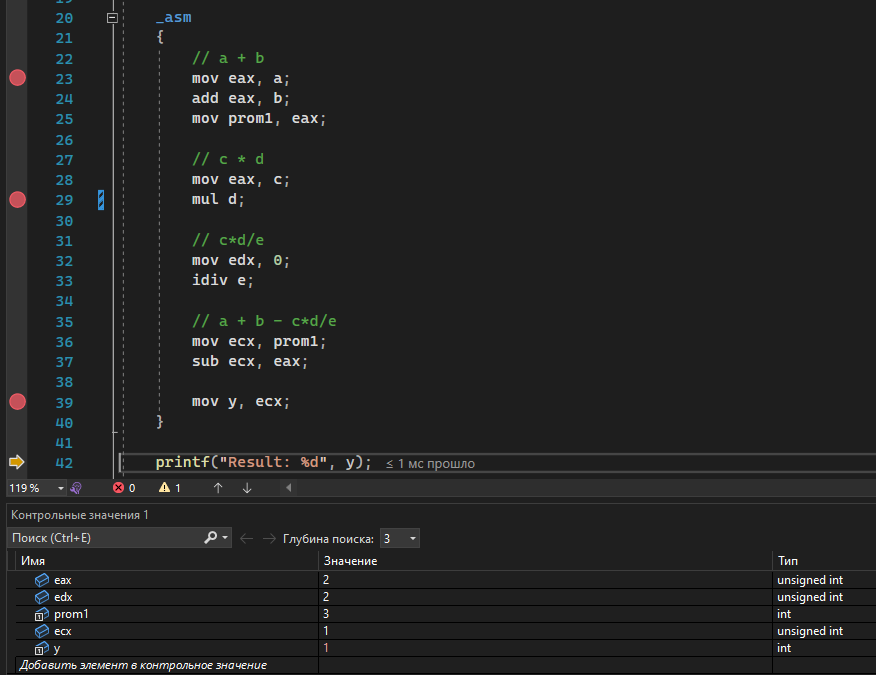 20 _asm
21 {
22 // a + b
23 mov eax, a;
24 add eax, b;
25 mov prom1, eax;
26
27 // c * d
28 mov eax, c;
29 mul d;
30
31 // c*d/e
32 mov edx, 0;
33 idiv e;
34
35 // a + b - c*d/e
36 mov ecx, prom1;
37 sub ecx, eax;
38
39 mov y, ecx;
40 }
41
42 printf("Result: %d", y); ≤ 1 мс прошло
119 % 0 1
Контрольные значения 1
Поиск (Ctrl+E) Глубина поиска: 3
Имя Значение Тип
eax 2 unsigned int
edx 2 unsigned int
prom1 3 int
ecx 1 unsigned int
y 1 int
Добавить элемент в контрольное значение